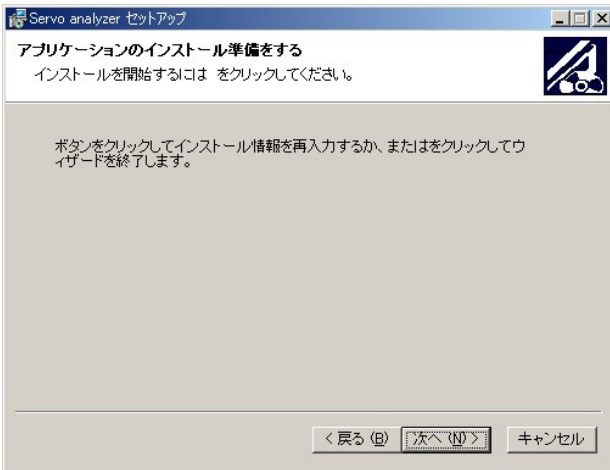 Servo analyzer セットアップ
アプリケーションのインストール準備をする
インストールを開始するには をクリックしてください。
ボタンをクリックしてインストール情報を再入力するか、またはをクリックしてウ
ィザードを終了します。
< 戻る (B)
次へ (N) >
キャンセル